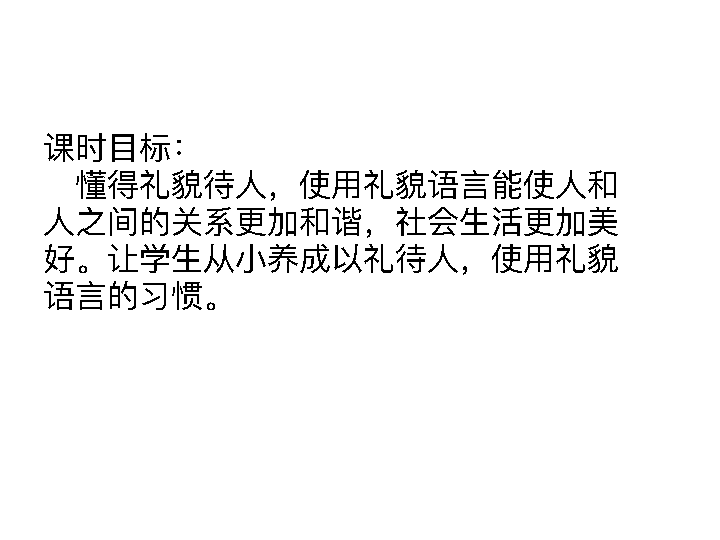 课时目标：
　懂得礼貌待人，使用礼貌语言能使人和
人之间的关系更加和谐，社会生活更加美
好。让学生从小养成以礼待人，使用礼貌
语言的习惯。